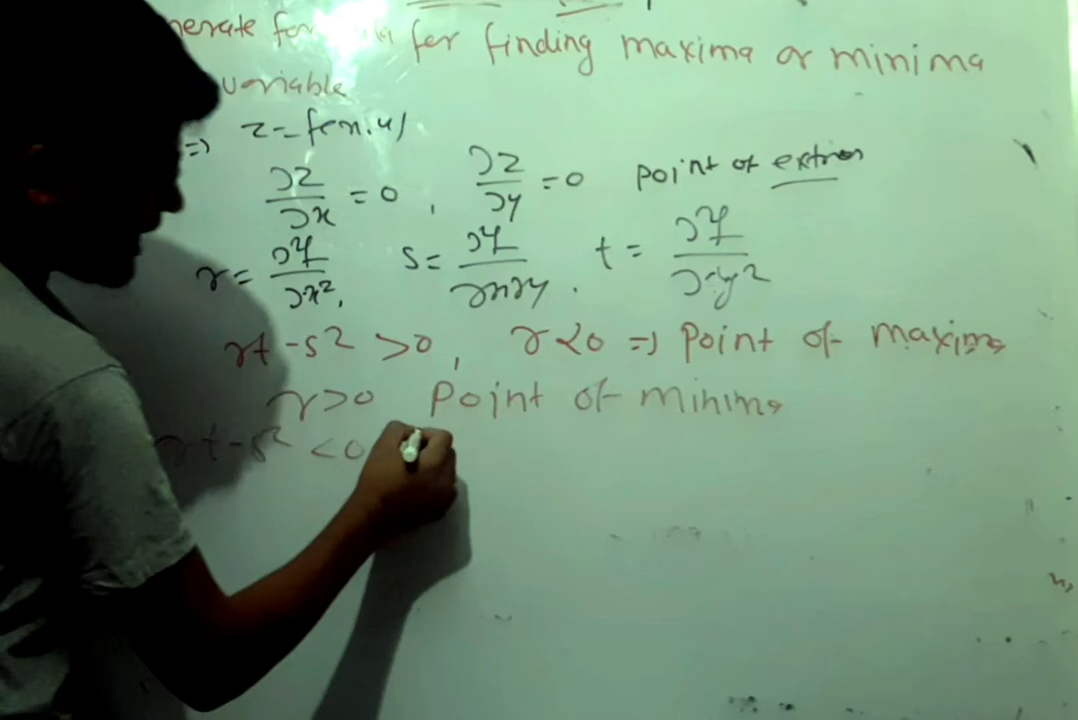 for finding maxima or minima
variable
=> z = f(x,y)
∂z/∂x = 0 , ∂z/∂y = 0 point of
r = ∂²f/∂x², s = ∂²f/∂x∂y . t = ∂²f/∂y²
rt - s² > 0, r < 0 => Point of maxima
r > 0 Point of minima
rt - s² < 0